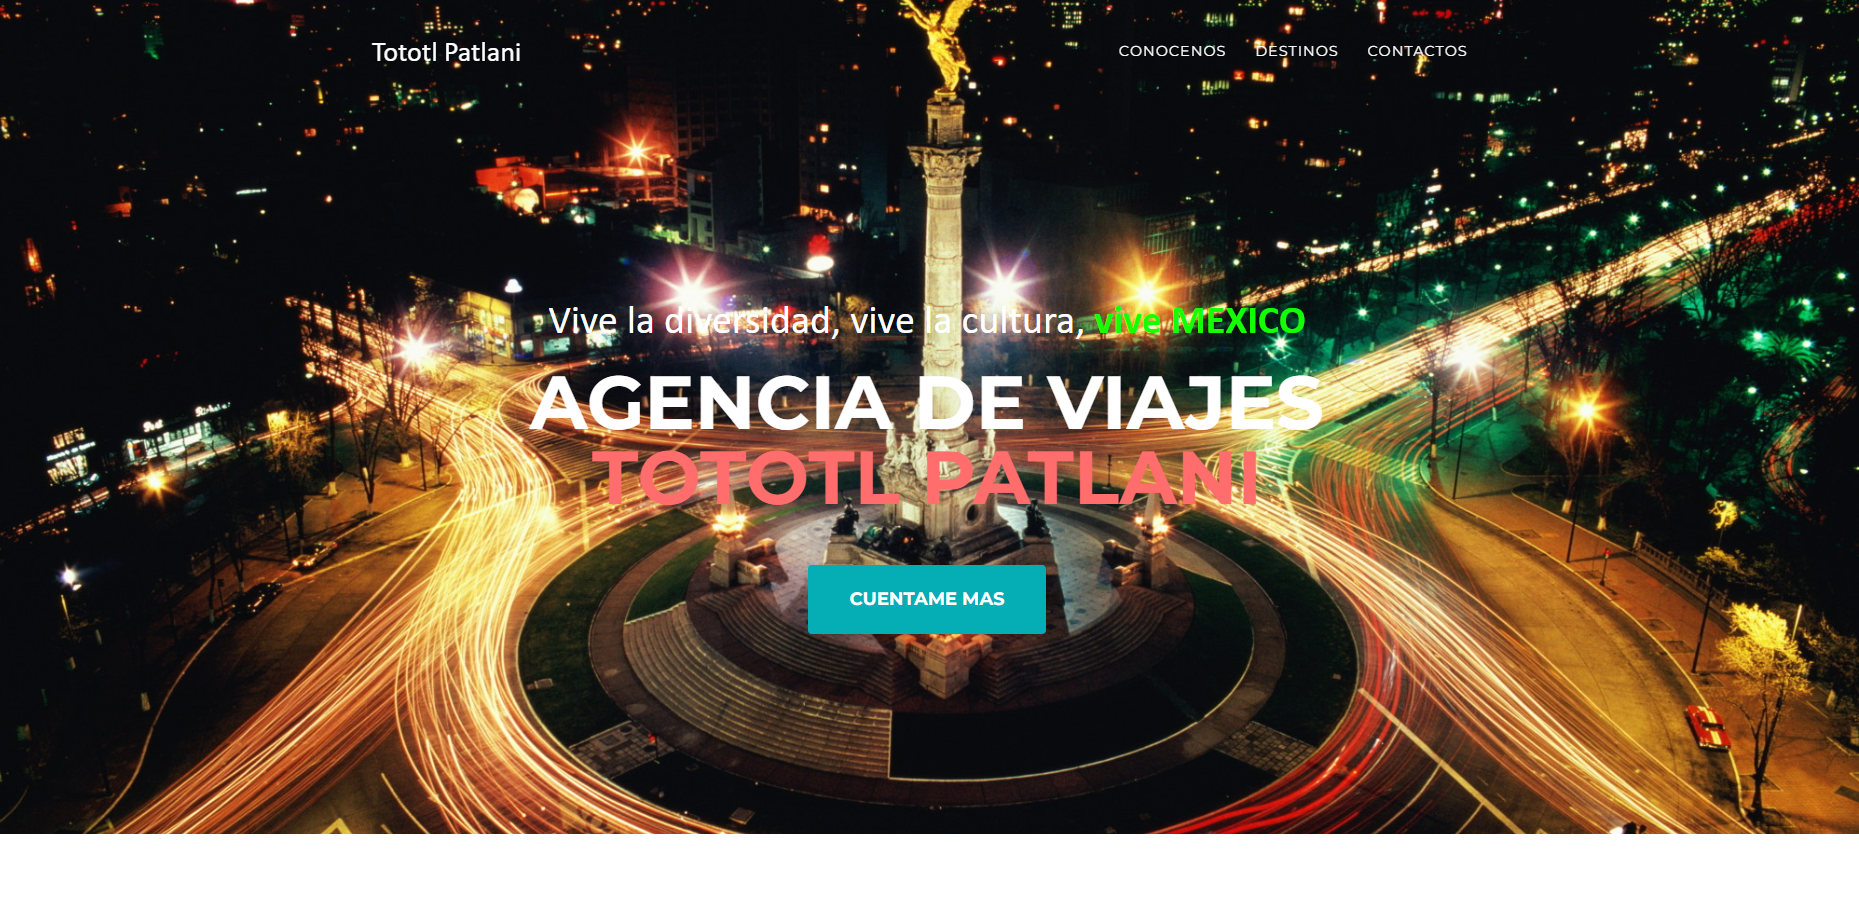 Tototl Patlani
CONOCENOS DESTINOS CONTACTOS
Vive la diversidad, vive la cultura, vive MEXICO
AGENCIA DE VIAJES
TOTOTL PATLANI
CUENTAME MAS